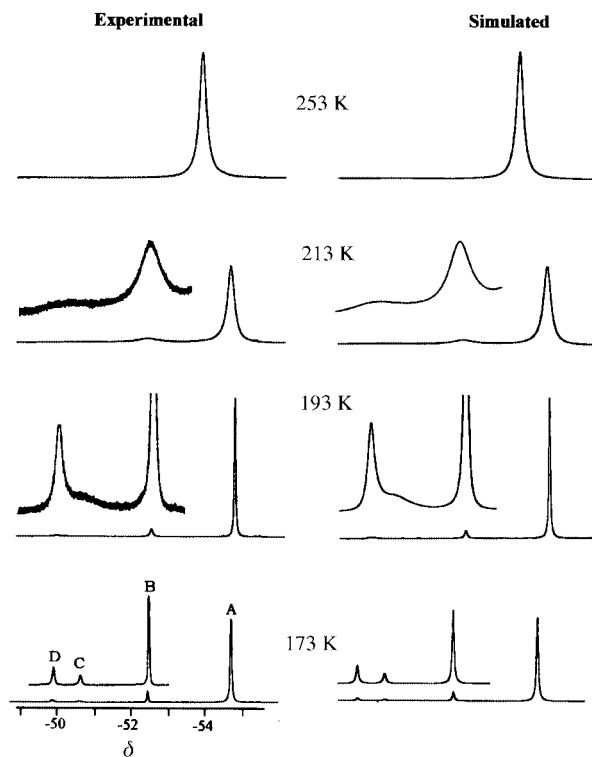 Experimental Simulated
253 K
213 K
193 K
173 K
D C B A
-50 -52 -54
δ